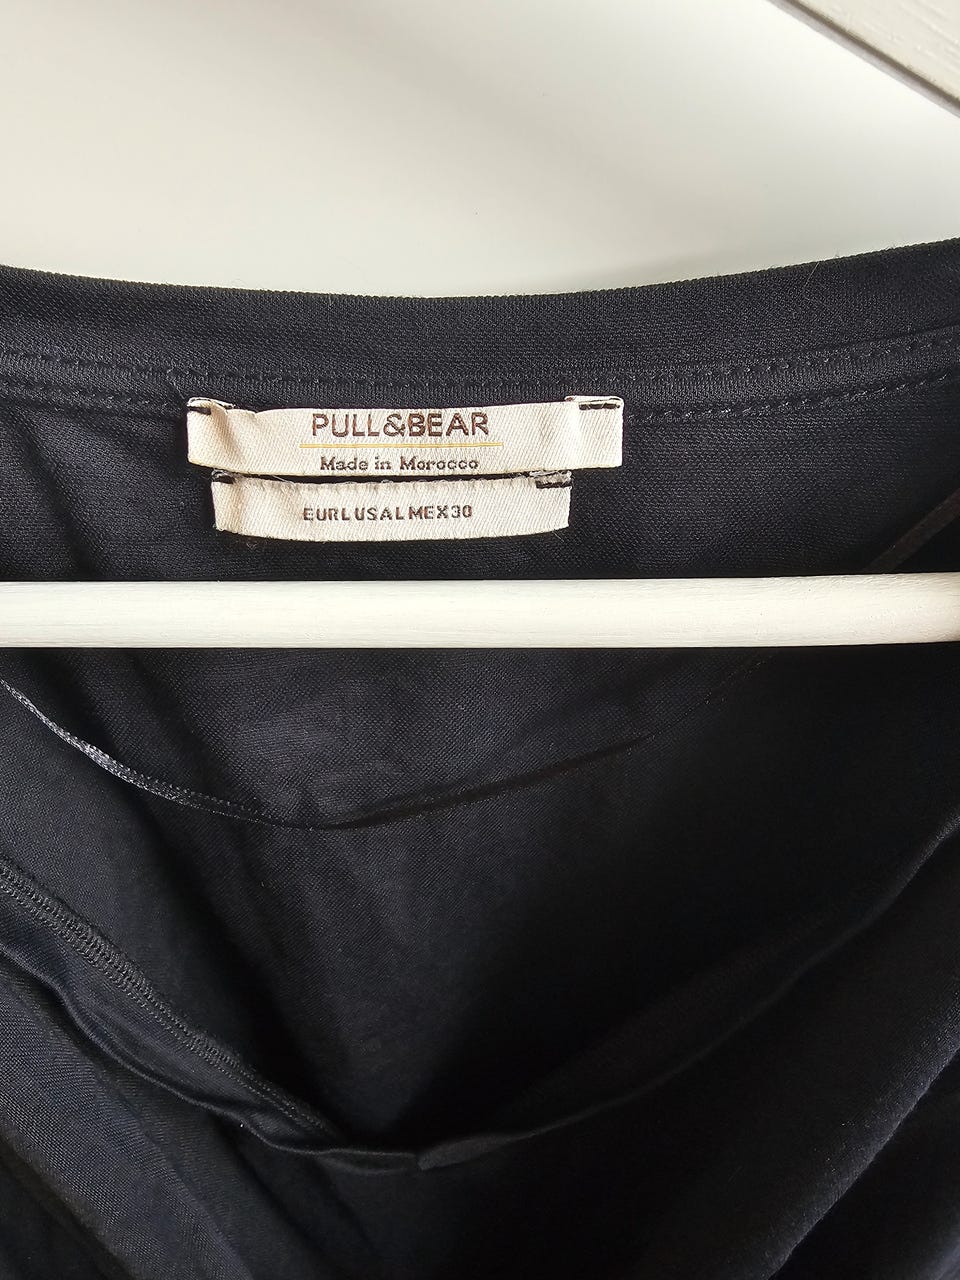 PULL&BEAR
Made in Morocco
EUR L USA L MEX 30